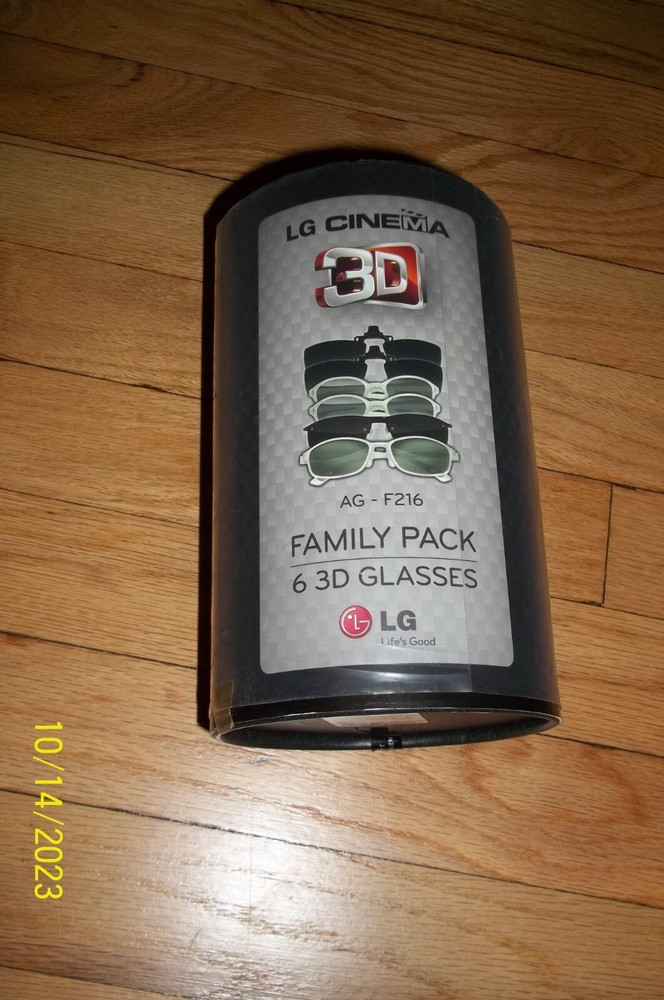 LG CINEMA
3D
AG - F216
FAMILY PACK
6 3D GLASSES
LG
Life's Good
10/14/2023